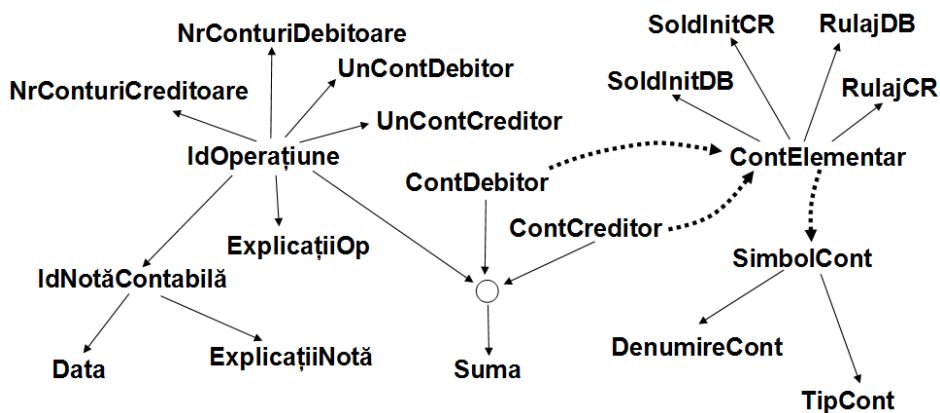 SoldInitCR
RulajDB
NrConturiDebitoare
UnContDebitor
SoldInitDB
NrConturiCreditoare
RulajCR
UnContCreditor
IdOperațiune
ContElementar
ContDebitor
ContCreditor
ExplicațiiOp
SimbolCont
IdNotăContabilă
DenumireCont
ExplicațiiNotă
Data
Suma
TipCont